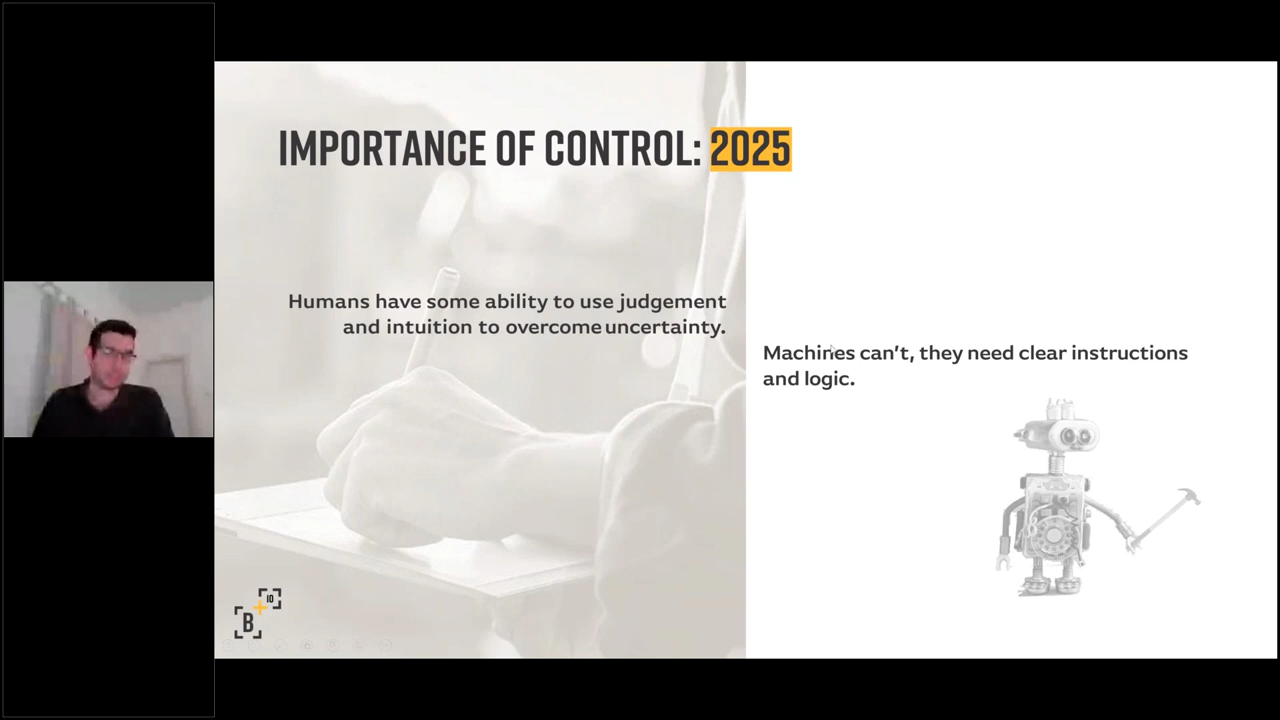 IMPORTANCE OF CONTROL: 2025
Humans have some ability to use judgement
and intuition to overcome uncertainty.
Machines can't, they need clear instructions
and logic.
IO
B